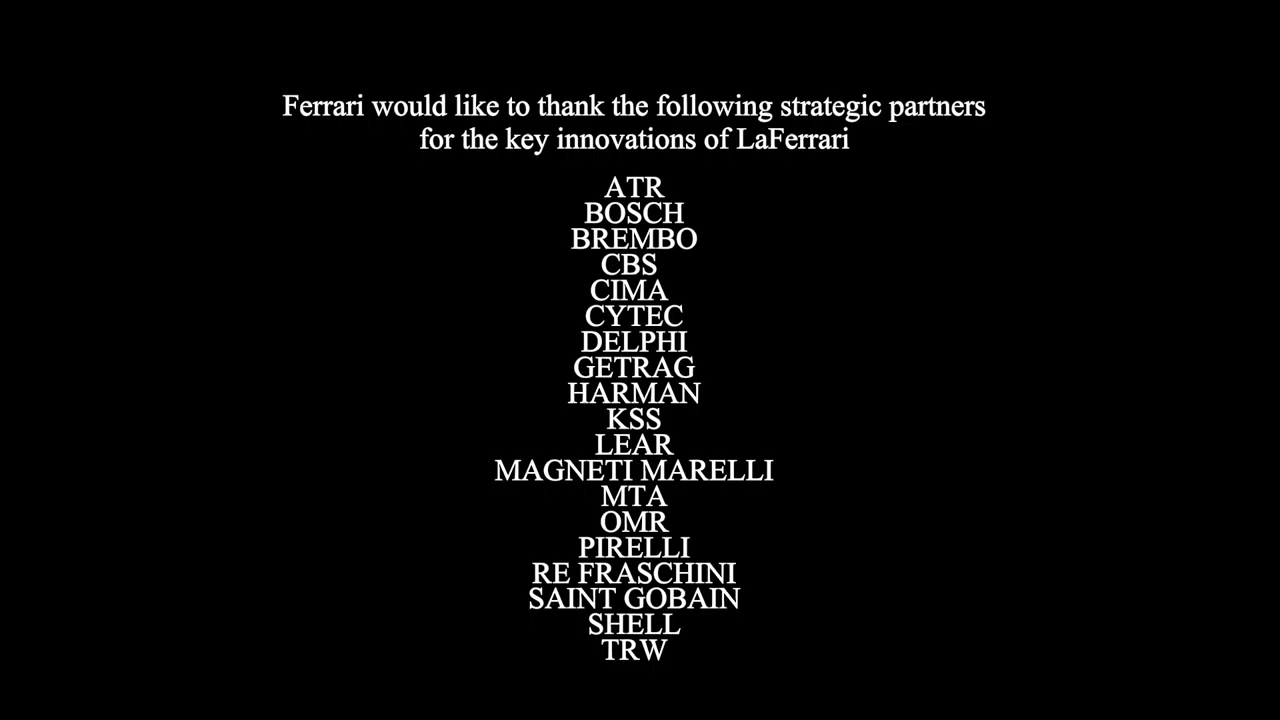 Ferrari would like to thank the following strategic partners
for the key innovations of LaFerrari
ATR
BOSCH
BREMBO
CBS
CIMA
CYTEC
DELPHI
GETRAG
HARMAN
KSS
LEAR
MAGNETI MARELLI
MTA
OMR
PIRELLI
RE FRASCHINI
SAINT GOBAIN
SHELL
TRW